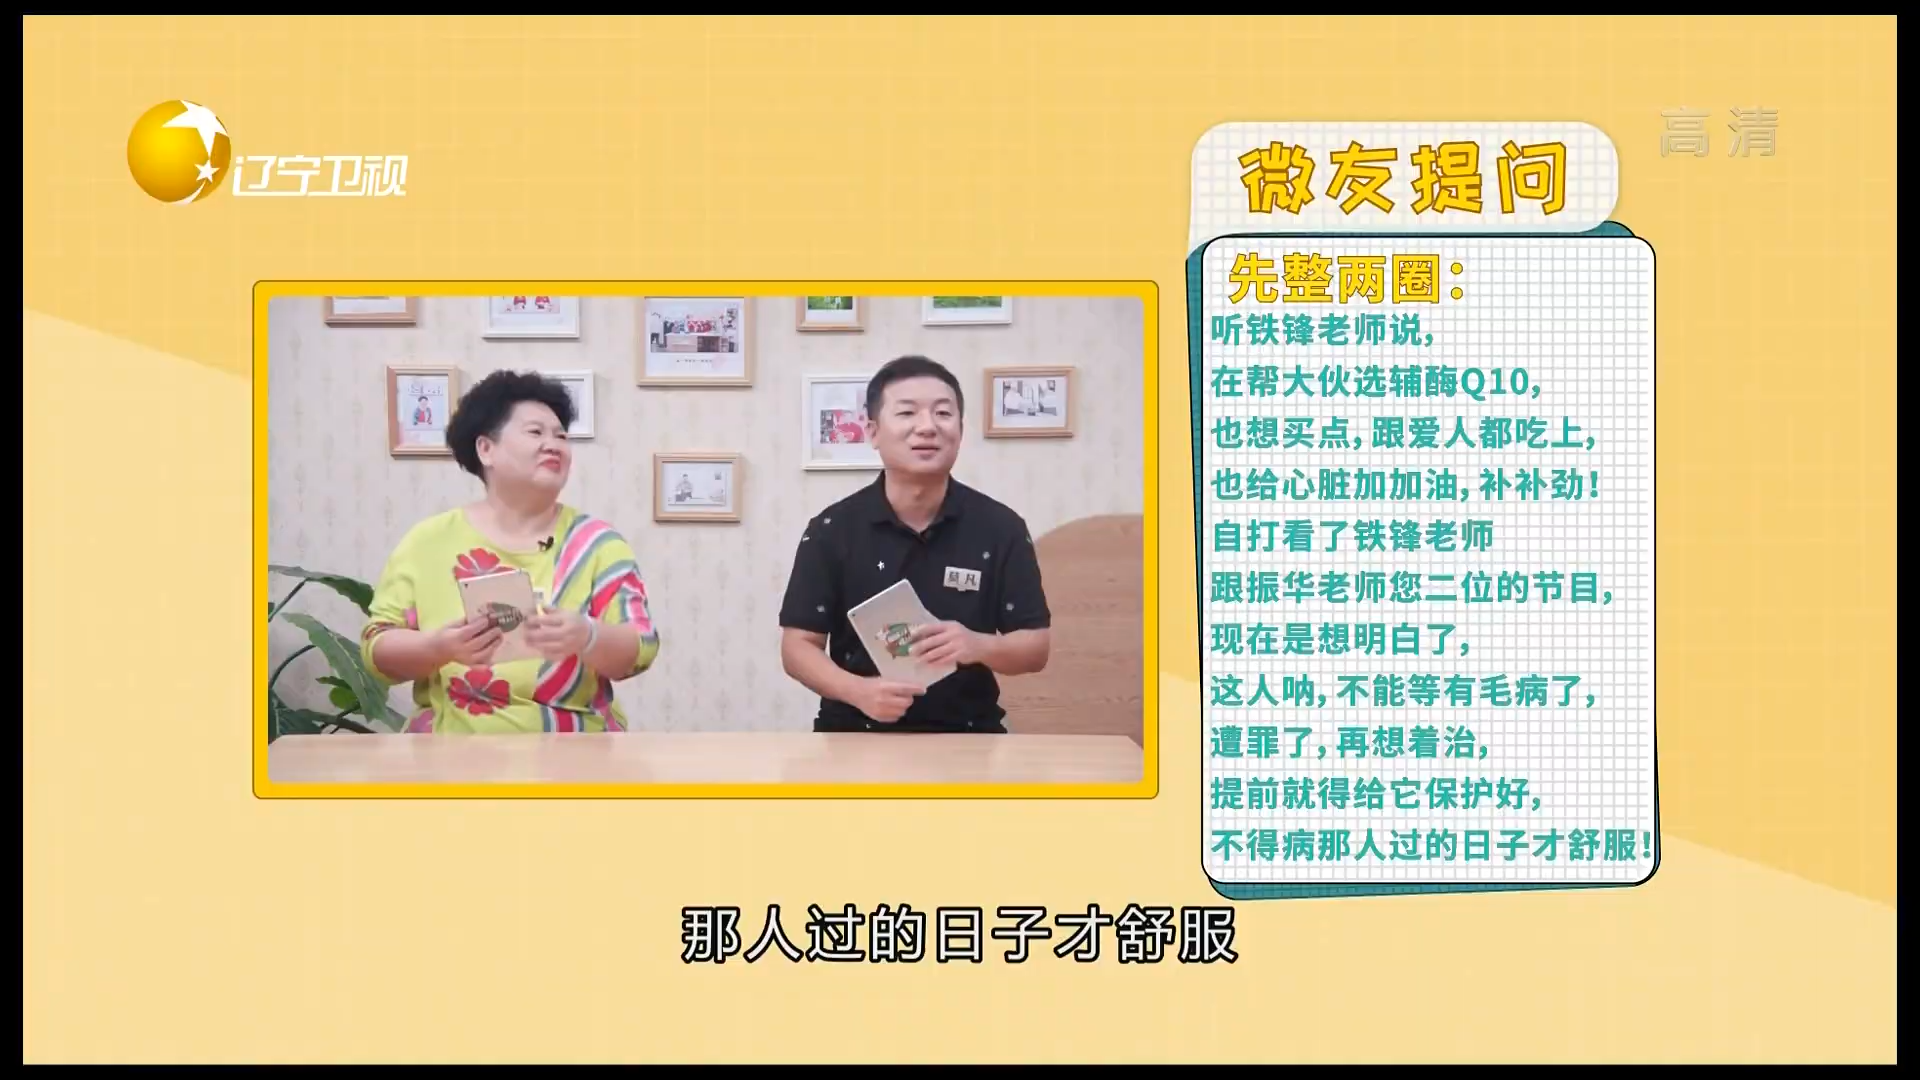 辽宁卫视
高清
微友提问
先整两圈：
听铁锋老师说,
在帮大伙选辅酶Q10,
也想买点, 跟爱人都吃上,
也给心脏加加油, 补补劲!
自打看了铁锋老师
跟振华老师您二位的节目,
现在是想明白了,
这人呐, 不能等有毛病了,
遭罪了, 再想着治,
提前就得给它保护好,
不得病那人过的日子才舒服!
莫凡
那人过的日子才舒服